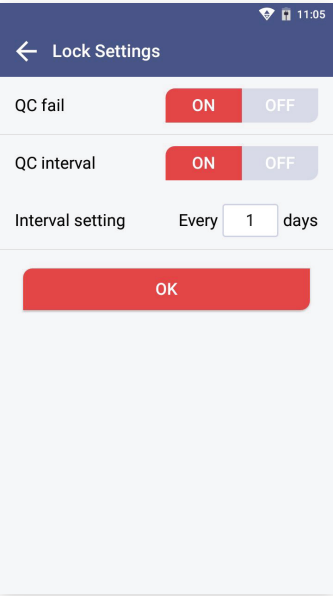 11:05
Lock Settings
QC fail ON OFF
QC interval ON OFF
Interval setting Every 1 days
OK